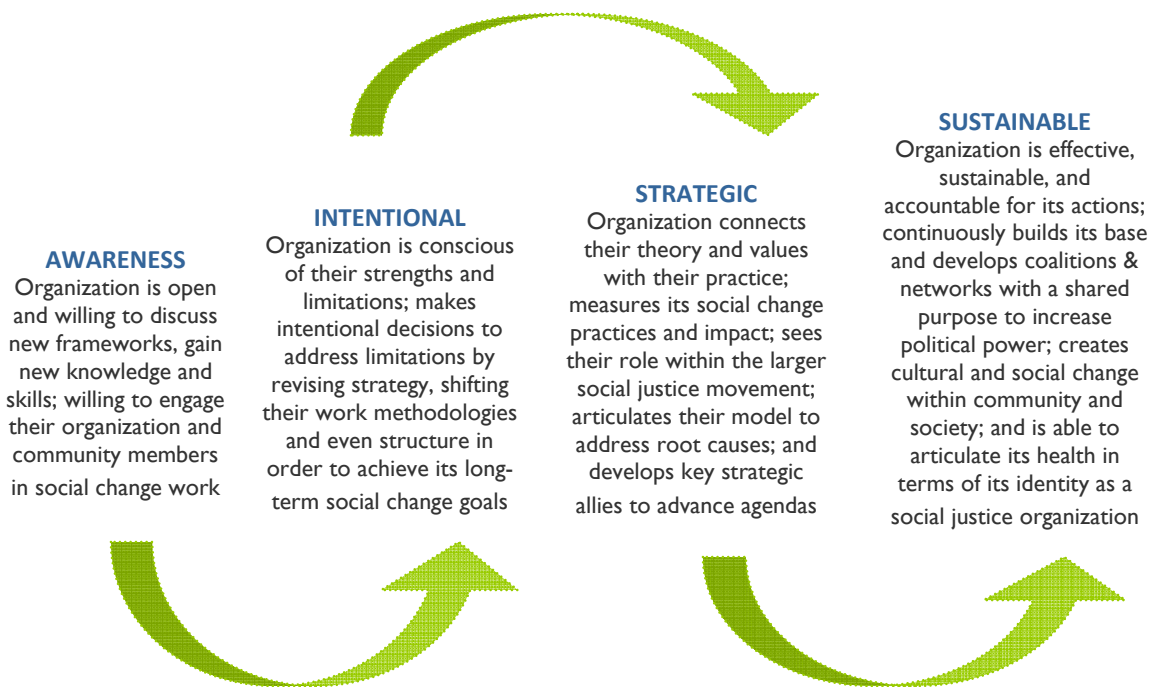 AWARENESS
Organization is open
and willing to discuss
new frameworks, gain
new knowledge and
skills; willing to engage
their organization and
community members
in social change work
INTENTIONAL
Organization is conscious
of their strengths and
limitations; makes
intentional decisions to
address limitations by
revising strategy, shifting
their work methodologies
and even structure in
order to achieve its long-
term social change goals
STRATEGIC
Organization connects
their theory and values
with their practice;
measures its social change
practices and impact; sees
their role within the larger
social justice movement;
articulates their model to
address root causes; and
develops key strategic
allies to advance agendas
SUSTAINABLE
Organization is effective,
sustainable, and
accountable for its actions;
continuously builds its base
and develops coalitions &
networks with a shared
purpose to increase
political power; creates
cultural and social change
within community and
society; and is able to
articulate its health in
terms of its identity as a
social justice organization